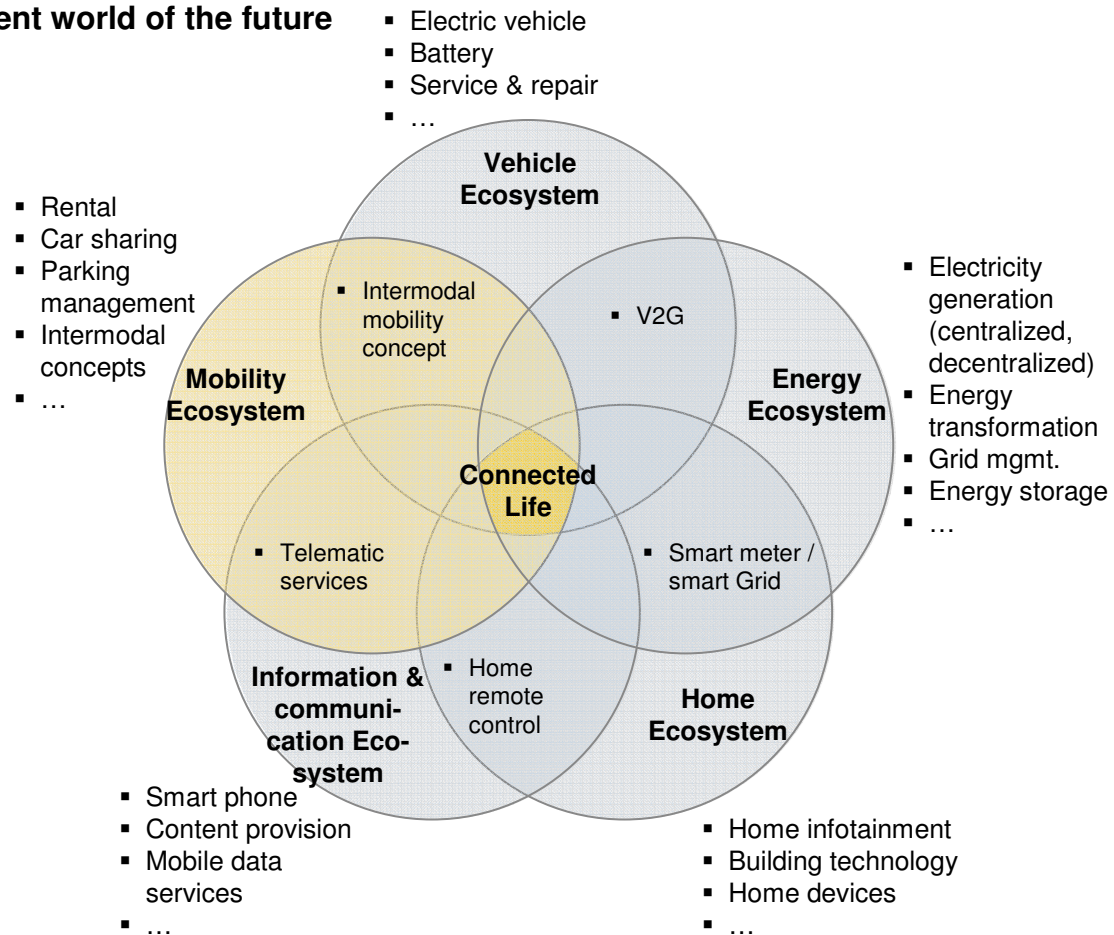 ent world of the future
▪ Electric vehicle
▪ Battery
▪ Service & repair
▪ …
Vehicle
Ecosystem
▪ Rental
▪ Car sharing
▪ Parking
management
▪ Intermodal
concepts
▪ …
▪ Intermodal
mobility
concept
▪ V2G
▪ Electricity
generation
(centralized,
decentralized)
▪ Energy
transformation
▪ Grid mgmt.
▪ Energy storage
▪ …
Mobility
Ecosystem
Energy
Ecosystem
Connected
Life
▪ Telematic
services
▪ Smart meter /
smart Grid
Information &
communi-
cation Eco-
system
▪ Home
remote
control
Home
Ecosystem
▪ Smart phone
▪ Content provision
▪ Mobile data
services
▪ …
▪ Home infotainment
▪ Building technology
▪ Home devices
▪ …